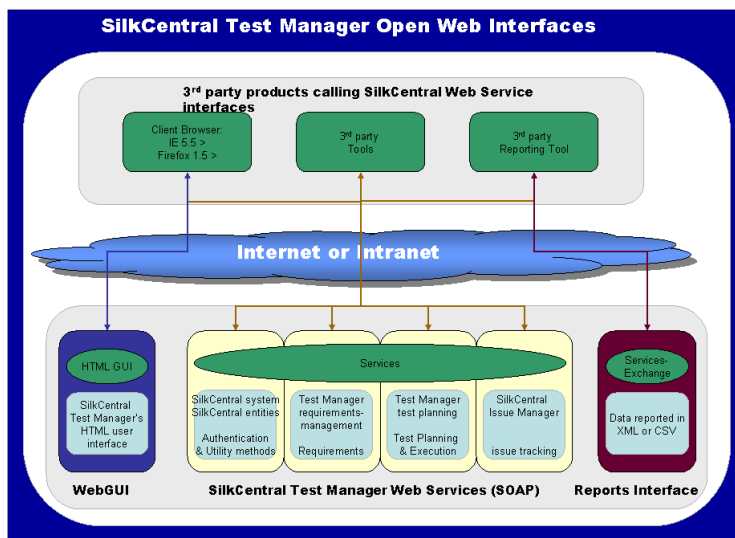 SilkCentral Test Manager Open Web Interfaces
3rd party products calling SilkCentral Web Service
interfaces
Client Browser:
IE 5.5 >
Firefox 1.5 >
3rd party
Tools
3rd party
Reporting Tool
Internet or Intranet
HTML GUI
SilkCentral
Test Manager's
HTML user
interface
WebGUI
Services
SilkCentral system
SilkCentral entities
Authentication
& Utility methods
Test Manager
requirements-
management
Requirements
Test Manager
test planning
Test Planning
& Execution
SilkCentral
Issue Manager
issue tracking
SilkCentral Test Manager Web Services (SOAP)
Services-
Exchange
Data reported in
XML or CSV
Reports Interface